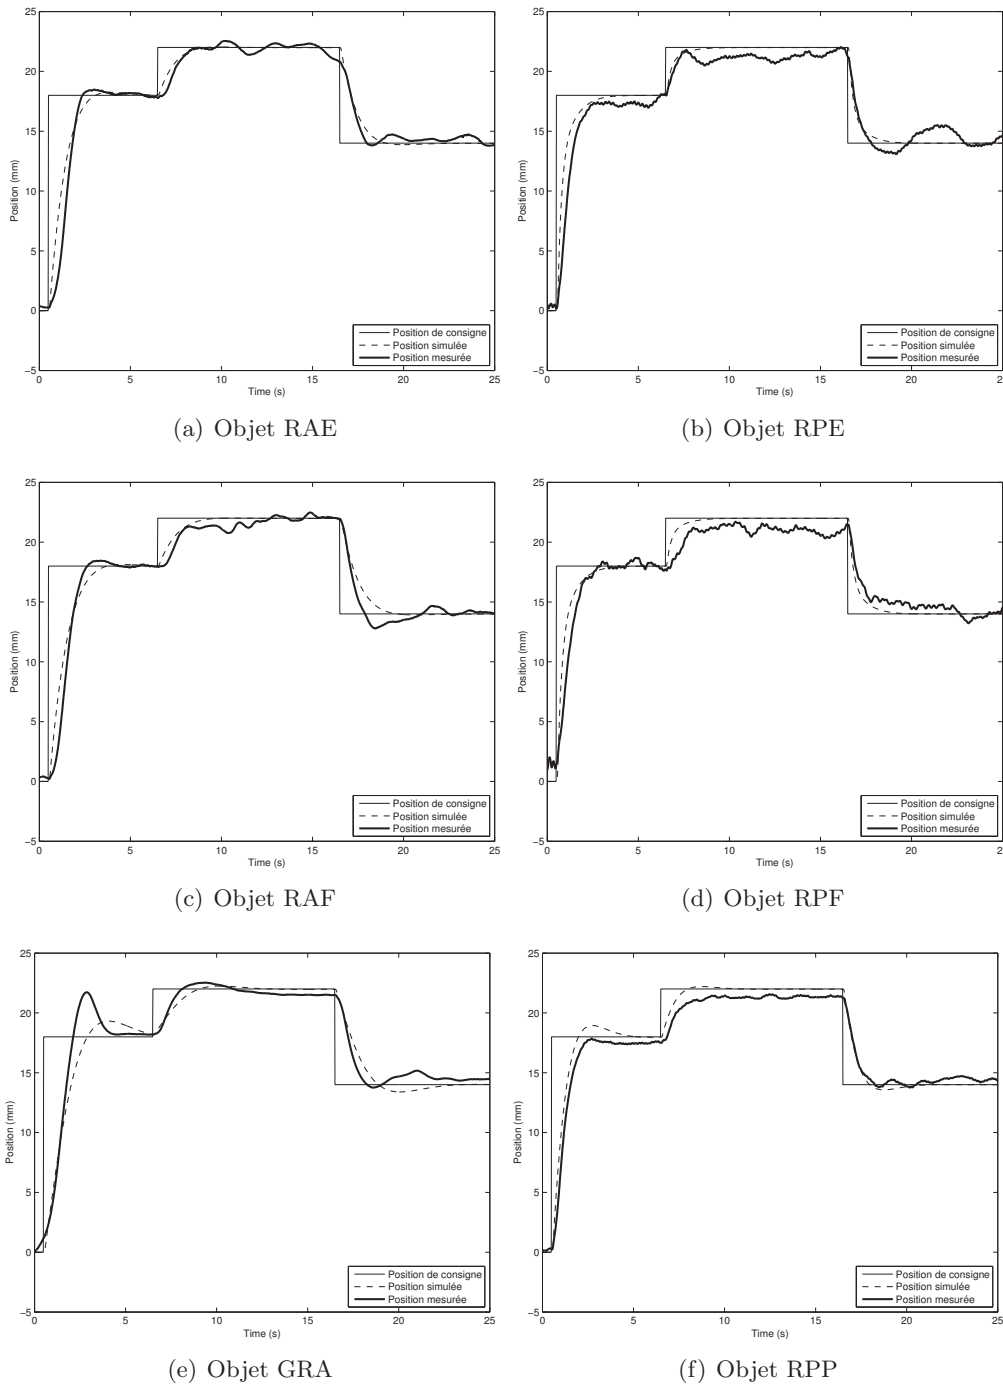 25
20
15
10
5
0
−5
Position (mm)
0 5 10 15 20 25
Time (s)
Position de consigne
Position simulée
Position mesurée
(a) Objet RAE
25
20
15
10
5
0
−5
Position (mm)
0 5 10 15 20 2
Time (s)
Position de consigne
Position simulée
Position mesurée
(b) Objet RPE
25
20
15
10
5
0
−5
Position (mm)
0 5 10 15 20 25
Time (s)
Position de consigne
Position simulée
Position mesurée
(c) Objet RAF
25
20
15
10
5
0
−5
Position (mm)
0 5 10 15 20 2
Time (s)
Position de consigne
Position simulée
Position mesurée
(d) Objet RPF
25
20
15
10
5
0
−5
Position (mm)
0 5 10 15 20 25
Time (s)
Position de consigne
Position simulée
Position mesurée
(e) Objet GRA
25
20
15
10
5
0
−5
Position (mm)
0 5 10 15 20 25
Time (s)
Position de consigne
Position simulée
Position mesurée
(f) Objet RPP